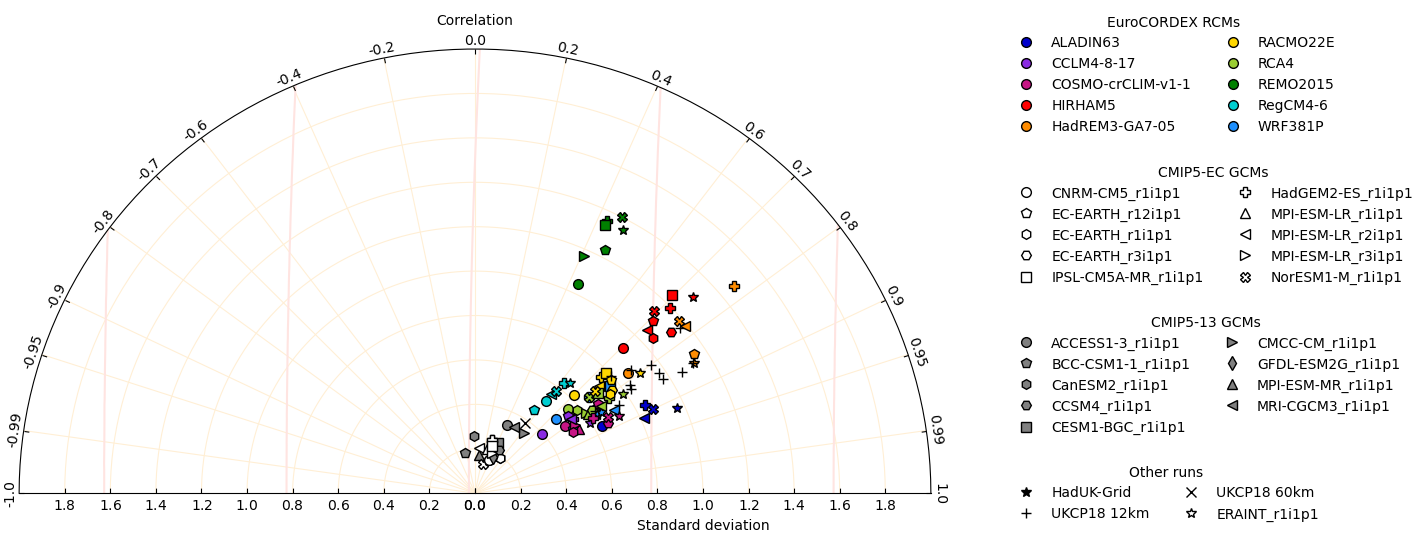 Correlation
-1.0
-0.99
-0.95
-0.9
-0.8
-0.7
-0.6
-0.4
-0.2
0.0
0.2
0.4
0.6
0.7
0.8
0.9
0.95
0.99
1.0
1.8 1.6 1.4 1.2 1.0 0.8 0.6 0.4 0.2 0.0 0.2 0.4 0.6 0.8 1.0 1.2 1.4 1.6 1.8
Standard deviation
EuroCORDEX RCMs
ALADIN63 RACMO22E
CCLM4-8-17 RCA4
COSMO-crCLIM-v1-1 REMO2015
HIRHAM5 RegCM4-6
HadREM3-GA7-05 WRF381P
CMIP5-EC GCMs
CNRM-CM5_r1i1p1 HadGEM2-ES_r1i1p1
EC-EARTH_r12i1p1 MPI-ESM-LR_r1i1p1
EC-EARTH_r1i1p1 MPI-ESM-LR_r2i1p1
EC-EARTH_r3i1p1 MPI-ESM-LR_r3i1p1
IPSL-CM5A-MR_r1i1p1 NorESM1-M_r1i1p1
CMIP5-13 GCMs
ACCESS1-3_r1i1p1 CMCC-CM_r1i1p1
BCC-CSM1-1_r1i1p1 GFDL-ESM2G_r1i1p1
CanESM2_r1i1p1 MPI-ESM-MR_r1i1p1
CCSM4_r1i1p1 MRI-CGCM3_r1i1p1
CESM1-BGC_r1i1p1
Other runs
HadUK-Grid UKCP18 60km
UKCP18 12km ERAINT_r1i1p1